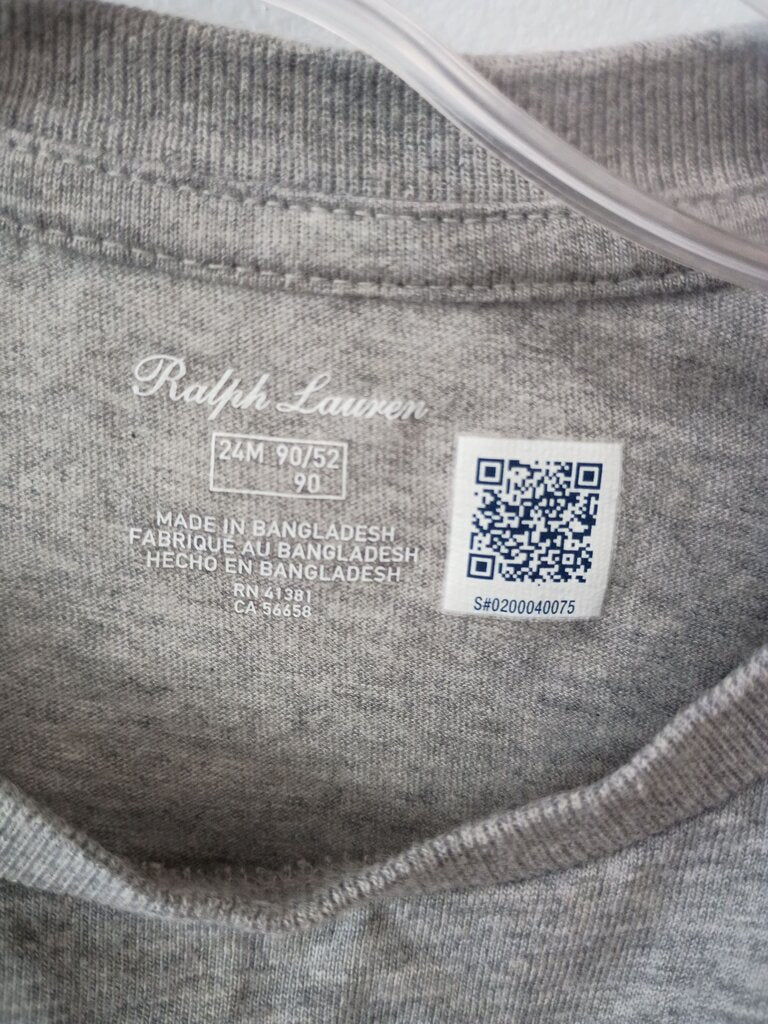 Ralph Lauren
24M 90/52
90
MADE IN BANGLADESH
FABRIQUÉ AU BANGLADESH
HECHO EN BANGLADESH
RN 41381
CA 56658
S#0200040075